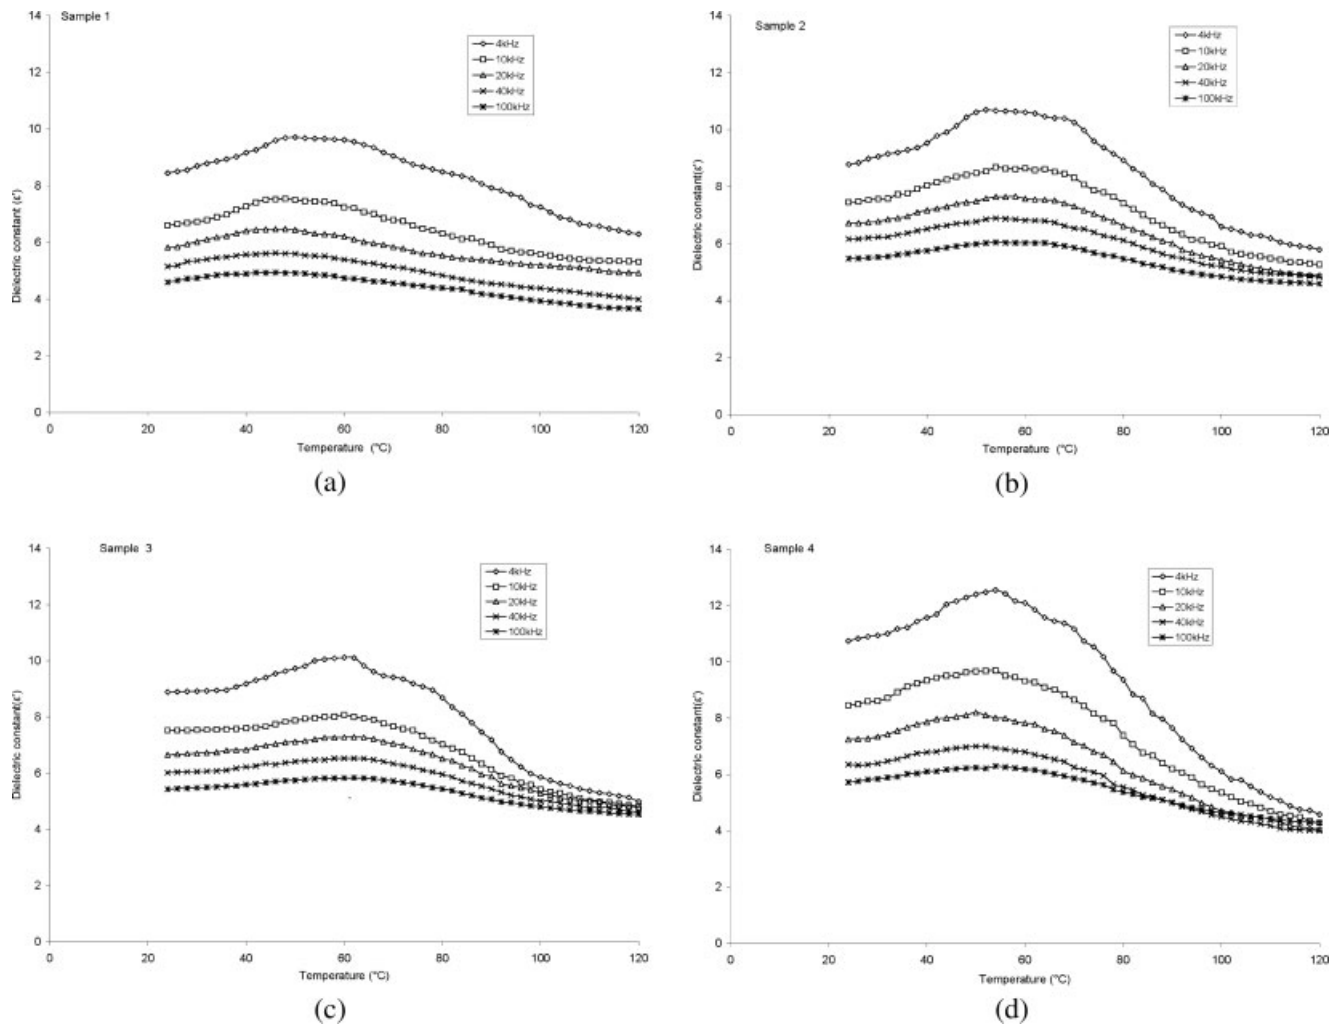 Sample 1
4kHz
10kHz
20kHz
40kHz
100kHz
14
12
10
8
6
4
2
0
Dielectric constant (ε')
0 20 40 60 80 100 120
Temperature (°C)
(a)
Sample 2
4kHz
10kHz
20kHz
40kHz
100kHz
14
12
10
8
6
4
2
0
Dielectric constant(ε')
0 20 40 60 80 100 120
Temperature (°C)
(b)
Sample 3
4kHz
10kHz
20kHz
40kHz
100kHz
14
12
10
8
6
4
2
0
Dielectric constant(ε')
0 20 40 60 80 100 120
Temperature (°C)
(c)
Sample 4
4kHz
10kHz
20kHz
40kHz
100kHz
14
12
10
8
6
4
2
0
Dielectric constant(ε')
0 20 40 60 80 100 120
Temperature (°C)
(d)